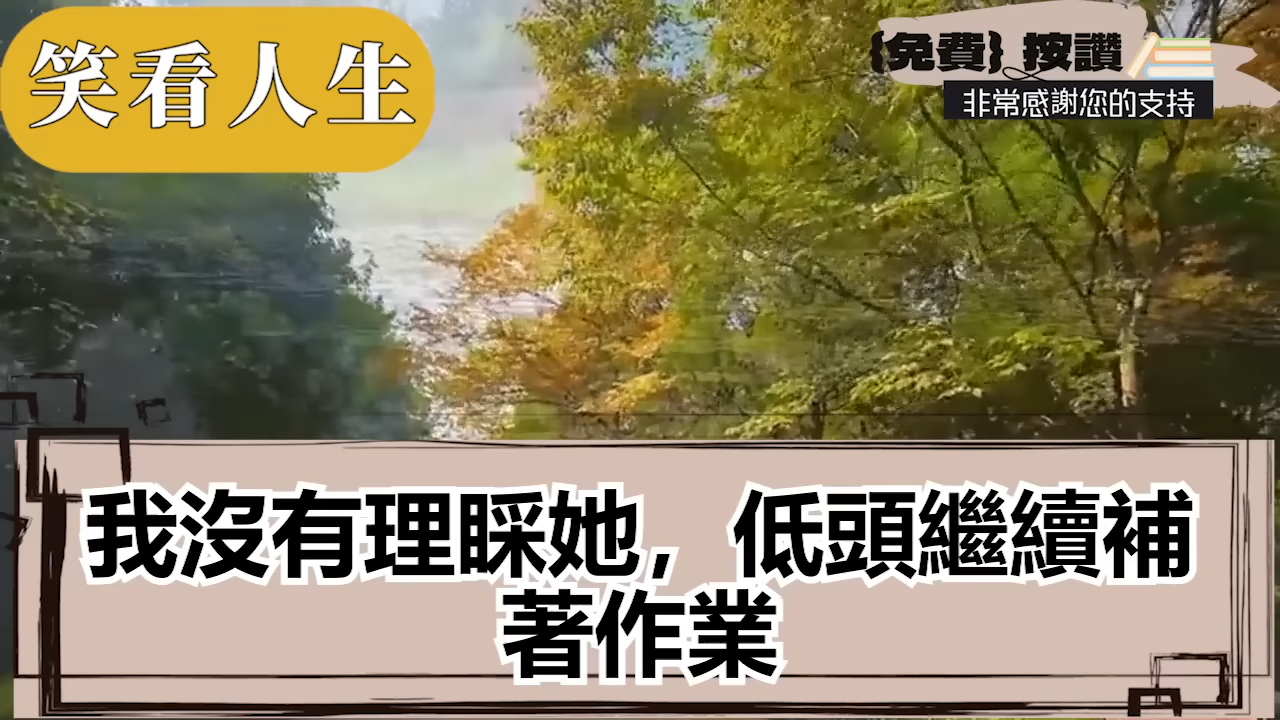 笑看人生
{免費} 按讚
非常感謝您的支持
我沒有理睬她，低頭繼續補
著作業